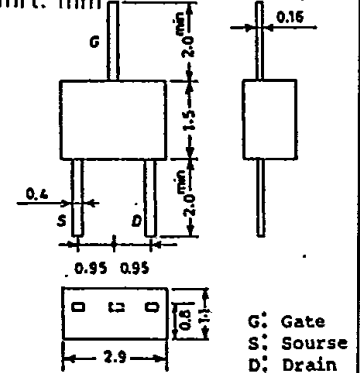 Unit: mm
G
2.0 min
0.16
1.5
0.4
S
D
2.0 min
0.95 0.95
0.8
1.1
2.9
G: Gate
S: Sourse
D: Drain